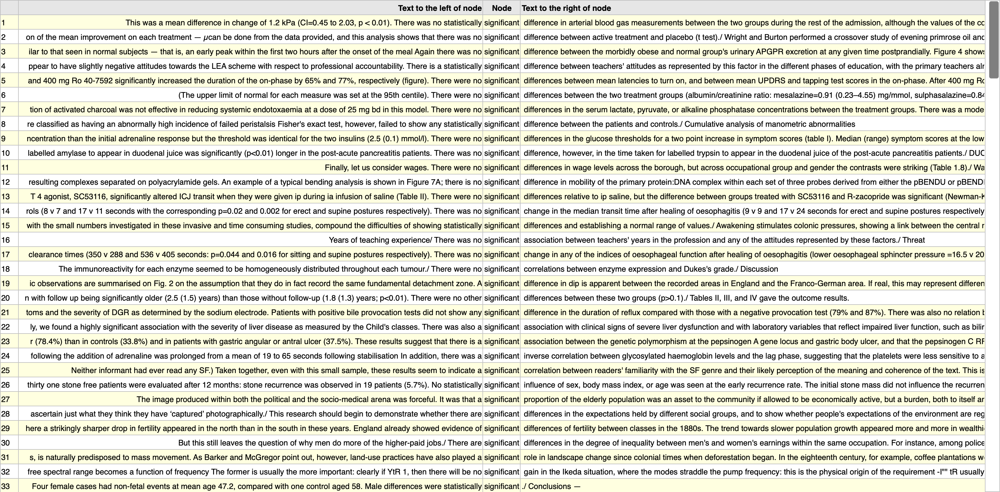 Text to the left of node Node Text to the right of node
1 This was a mean difference in change of 1.2 kPa (CI=0.45 to 2.03, p < 0.01). There was no statistically significant difference in arterial blood gas measurements between the two groups during the rest of the admission, although the values of the cc
2 on of the mean improvement on each treatment — µcan be done from the data provided, and this analysis shows that there was no significant difference between active treatment and placebo (t test)./ Wright and Burton performed a crossover study of evening primrose oil and
3 ilar to that seen in normal subjects — that is, an early peak within the first two hours after the onset of the meal Again there was no significant difference between the morbidly obese and normal group's urinary APGPR excretion at any given time postprandially. Figure 4 shows
4 ppear to have slightly negative attitudes towards the LEA scheme with respect to professional accountability. There is a statistically significant difference between teachers' attitudes as represented by this factor in the different phases of education, with the primary teachers alr
5 and 400 mg Ro 40-7592 significantly increased the duration of the on-phase by 65% and 77%, respectively (figure). There were no significant differences between mean latencies to turn on, and between mean UPDRS and tapping test scores in the on-phase. After 400 mg Ro
6 (The upper limit of normal for each measure was set at the 95th centile). There were no significant differences between the two treatment groups (albumin/creatinine ratio: mesalazine=0.91 (0.23–4.55) mg/mmol, sulphasalazine=0.84
7 tion of activated charcoal was not effective in reducing systemic endotoxaemia at a dose of 25 mg bd in this model. There were no significant differences in the serum lactate, pyruvate, or alkaline phosphatase concentrations between the treatment groups. There was a mode
8 re classified as having an abnormally high incidence of failed peristalsis Fisher's exact test, however, failed to show any statistically significant difference between the patients and controls./ Cumulative analysis of manometric abnormalities
9 ncentration than the initial adrenaline response but the threshold was identical for the two insulins (2.5 (0.1) mmol/l). There were no significant differences in the glucose thresholds for a two point increase in symptom scores (table I). Median (range) symptom scores at the low
10 labelled amylase to appear in duodenal juice was significantly (p<0.01) longer in the post-acute pancreatitis patients. There was no significant difference, however, in the time taken for labelled trypsin to appear in the duodenal juice of the post-acute pancreatitis patients./ DUC
11 Finally, let us consider wages. There were no significant differences in wage levels across the borough, but across occupational group and gender the contrasts were striking (Table 1.8)./ Wa
12 resulting complexes separated on polyacrylamide gels. An example of a typical bending analysis is shown in Figure 7A; there is no significant difference in mobility of the primary protein:DNA complex within each set of three probes derived from either the pBENDU or pBENDI
13 T 4 agonist, SC53116, significantly altered ICJ transit when they were given ip during ia infusion of saline (Table II). There were no significant differences relative to ip saline, but the difference between groups treated with SC53116 and R-zacopride was significant (Newman-K
14 rols (8 v 7 and 17 v 11 seconds with the corresponding p=0.02 and 0.002 for erect and supine postures respectively). There was no significant change in the median transit time after healing of oesophagitis (9 v 9 and 17 v 24 seconds for erect and supine postures respectively
15 with the small numbers investigated in these invasive and time consuming studies, compound the difficulties of showing statistically significant differences and establishing a normal range of values./ Awakening stimulates colonic pressures, showing a link between the central r
16 Years of teaching experience/ There was no significant association between teachers' years in the profession and any of the attitudes represented by these factors./ Threat
17 clearance times (350 v 288 and 536 v 405 seconds: p=0.044 and 0.016 for sitting and supine postures respectively). There was no significant change in any of the indices of oesophageal function after healing of oesophagitis (lower oesophageal sphincter pressure =16.5 v 20
18 The immunoreactivity for each enzyme seemed to be homogeneously distributed throughout each tumour./ There were no significant correlations between enzyme expression and Dukes's grade./ Discussion
19 ic observations are summarised on Fig. 2 on the assumption that they do in fact record the same fundamental detachment zone. A significant difference in dip is apparent between the recorded areas in England and the Franco-German area. If real, this may represent differen
20 n with follow up being significantly older (2.5 (1.5) years) than those without follow-up (1.8 (1.3) years; p<0.01). There were no other significant differences between these two groups (p>0.1)./ Tables II, III, and IV gave the outcome results.
21 toms and the severity of DGR as determined by the sodium electrode. Patients with positive bile provocation tests did not show any significant difference in the duration of reflux compared with those with a negative provocation test (79% and 87%). There was also no relation b
22 ly, we found a highly significant association with the severity of liver disease as measured by the Child's classes. There was also a significant association with clinical signs of severe liver dysfunction and with laboratory variables that reflect impaired liver function, such as bilir
23 r (78.4%) than in controls (33.8%) and in patients with gastric angular or antral ulcer (37.5%). These results suggest that there is a significant association between the genetic polymorphism at the pepsinogen A gene locus and gastric body ulcer, and that the pepsinogen C RF
24 following the addition of adrenaline was prolonged from a mean of 19 to 65 seconds following stabilisation In addition, there was a significant inverse correlation between glycosylated haemoglobin levels and the lag phase, suggesting that the platelets were less sensitive to a
25 Neither informant had ever read any SF.) Taken together, even with this small sample, these results seem to indicate a significant correlation between readers' familiarity with the SF genre and their likely perception of the meaning and coherence of the text. This is
26 thirty one stone free patients were evaluated after 12 months: stone recurrence was observed in 19 patients (5.7%). No statistically significant influence of sex, body mass index, or age was seen at the early recurrence rate. The initial stone mass did not influence the recurren
27 The image produced within both the political and the socio-medical arena was forceful. It was that a significant proportion of the elderly population was an asset to the community if allowed to be economically active, but a burden, both to itself ar
28 ascertain just what they think they have ‘captured’ photographically./ This research should begin to demonstrate whether there are significant differences in the expectations held by different social groups, and to show whether people's expectations of the environment are reg
29 here a strikingly sharper drop in fertility appeared in the north than in the south in these years. England already showed evidence of significant differences of fertility between classes in the 1880s. The trend towards slower population growth appeared more and more in wealthi
30 But this still leaves the question of why men do more of the higher-paid jobs./ There are significant differences in the degree of inequality between men's and women's earnings within the same occupation. For instance, among police
31 s, is naturally predisposed to mass movement. As Barker and McGregor point out, however, land-use practices have also played a significant role in landscape change since colonial times when deforestation began. In the eighteenth century, for example, coffee plantations w
32 free spectral range becomes a function of frequency The former is usually the more important: clearly if YtR 1, then there will be no significant gain in the Ikeda situation, where the modes straddle the pump frequency: this is the physical origin of the requirement -I"" tR usually
33 Four female cases had non-fetal events at mean age 47.2, compared with one control aged 58. Male differences were statistically significant ./ Conclusions —